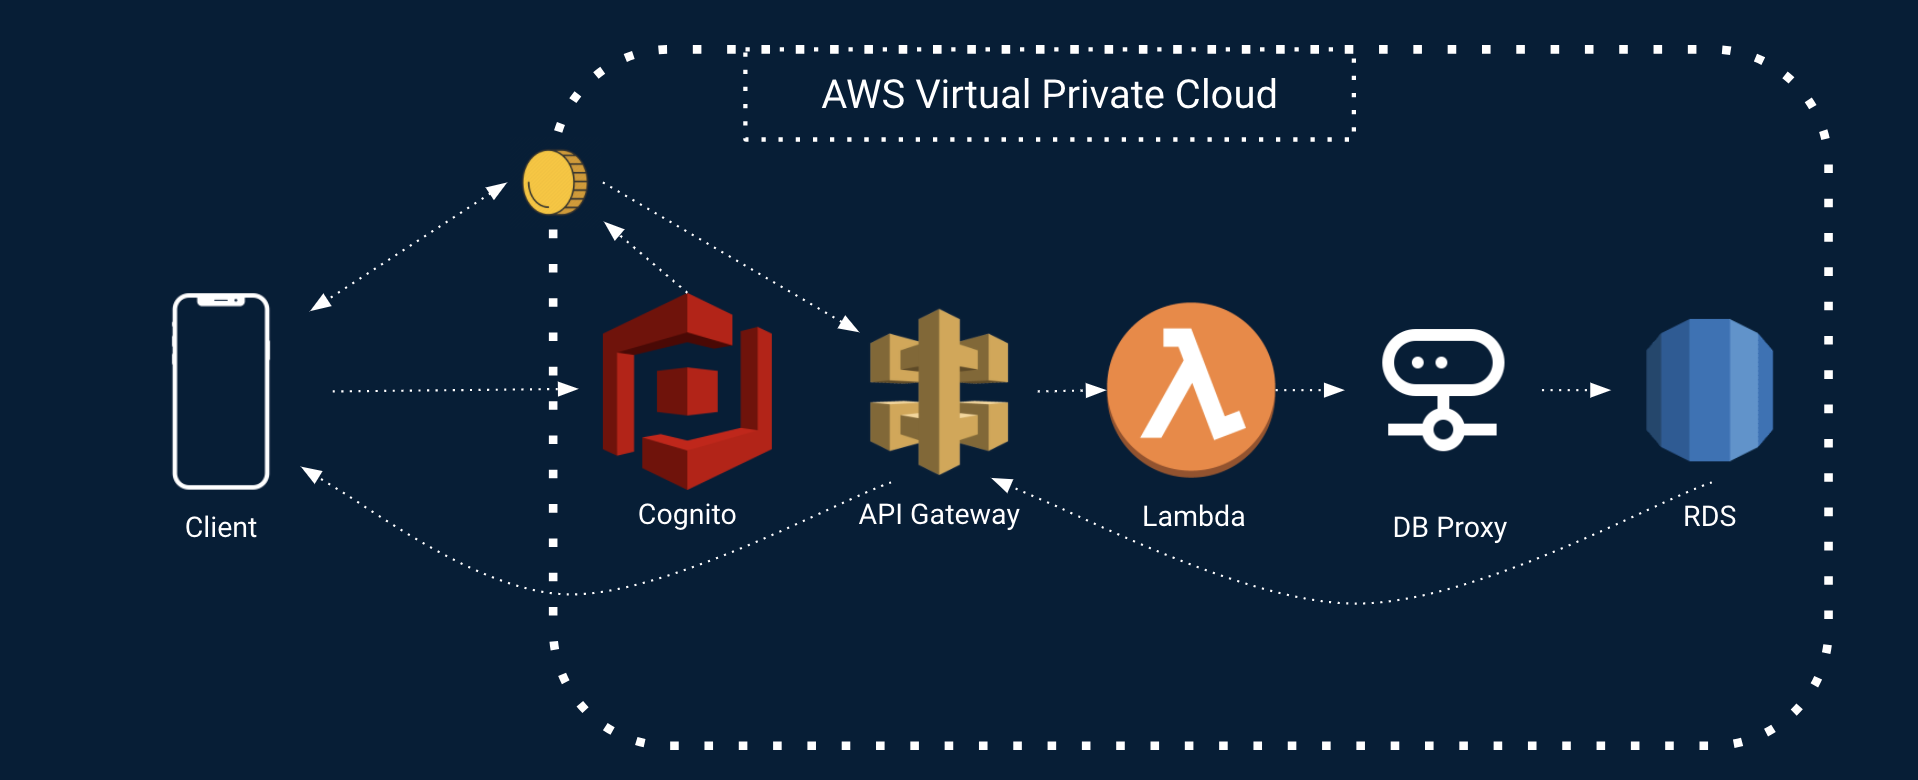 AWS Virtual Private Cloud
Client
Cognito
API Gateway
Lambda
DB Proxy
RDS